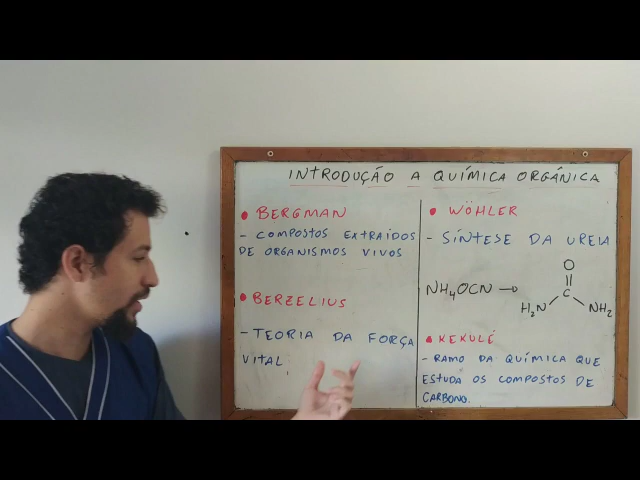 INTRODUÇÃO A QUÍMICA ORGÂNICA
• BERGMAN
- COMPOSTOS EXTRAÍDOS
DE ORGANISMOS VIVOS
• BERZELIUS
- TEORIA DA FORÇA
VITAL.
• WÖHLER
- SÍNTESE DA UREIA
NH4OCN →
O
C
H2N NH2
• KEKULÉ
- RAMO DA QUÍMICA QUE
ESTUDA OS COMPOSTOS DE
CARBONO.